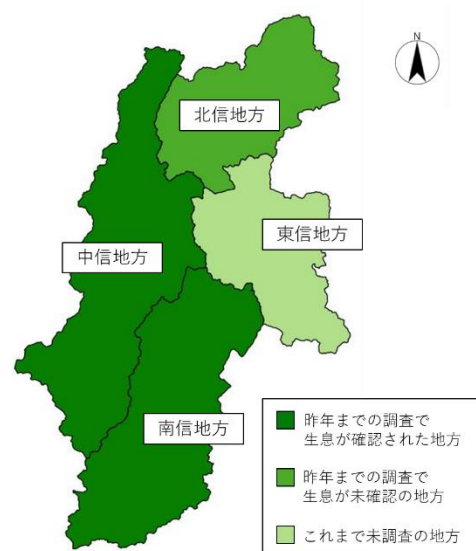 N
北信地方
東信地方
中信地方
南信地方
昨年までの調査で
生息が確認された地方
昨年までの調査で
生息が未確認の地方
これまで未調査の地方